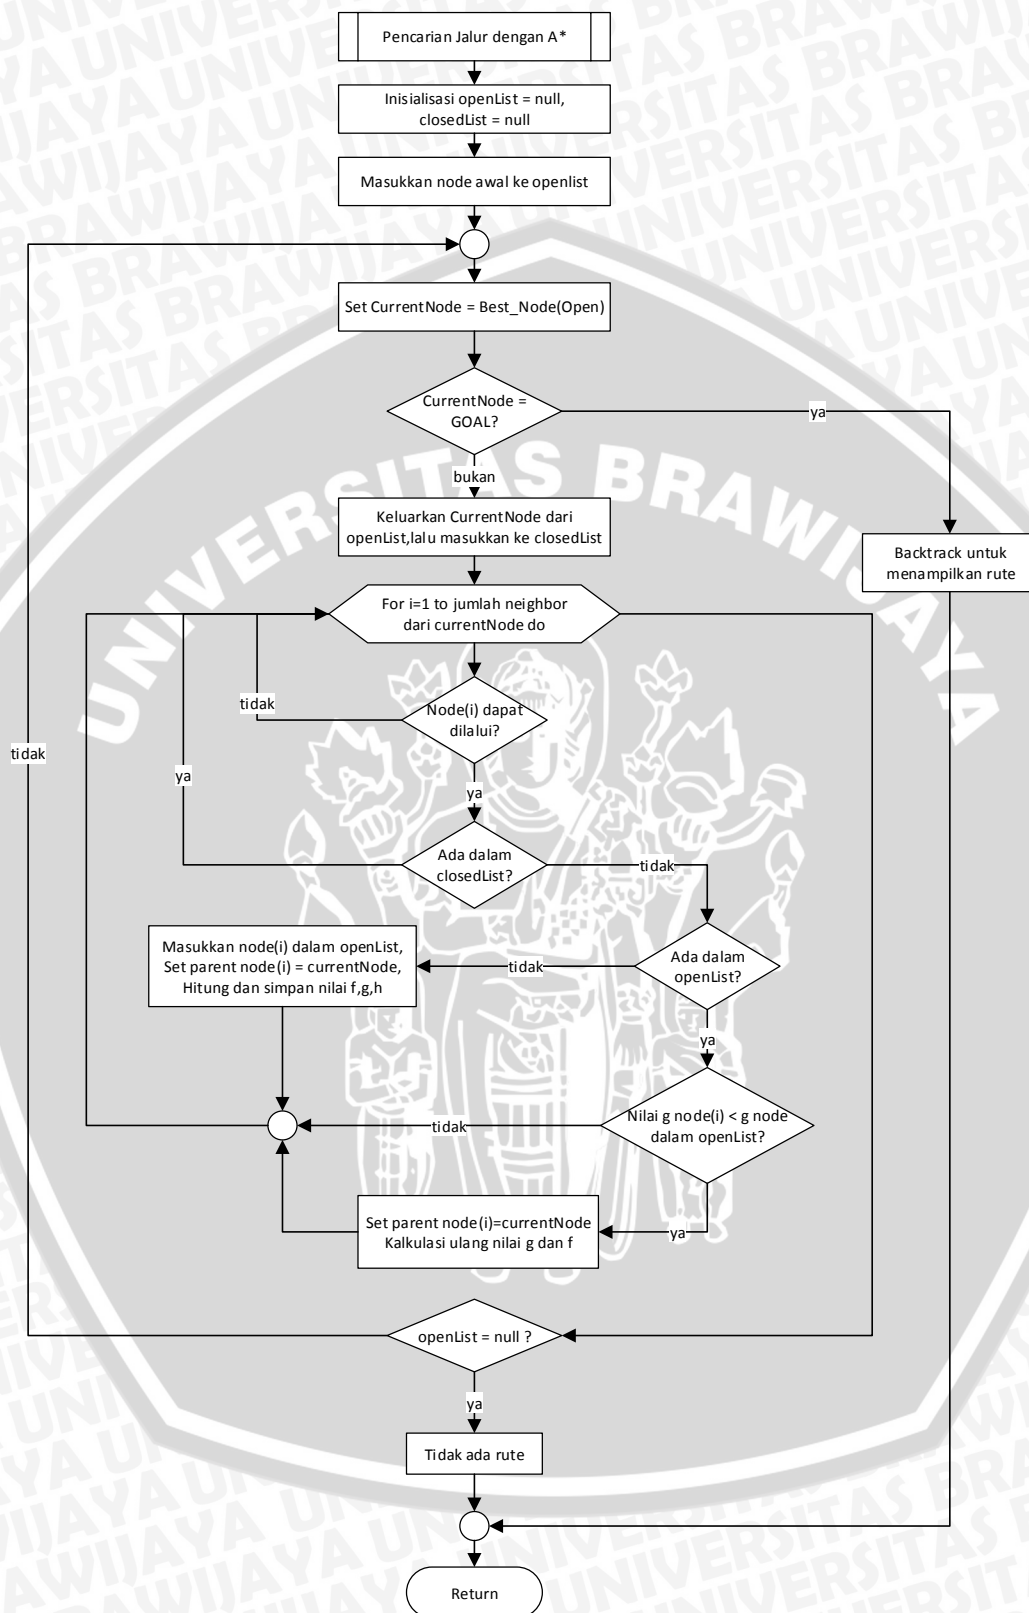 Pencarian Jalur dengan A*
Inisialisasi openList = null,
closedList = null
Masukkan node awal ke openlist
Set CurrentNode = Best_Node(Open)
CurrentNode =
GOAL?
ya
bukan
Keluarkan CurrentNode dari
openList,lalu masukkan ke closedList
Backtrack untuk
menampilkan rute
For i=1 to jumlah neighbor
dari currentNode do
tidak
Node(i) dapat
dilalui?
tidak
ya
ya
Ada dalam
closedList?
tidak
Masukkan node(i) dalam openList,
Set parent node(i) = currentNode,
Hitung dan simpan nilai f,g,h
tidak
Ada dalam
openList?
ya
Nilai g node(i) < g node
dalam openList?
tidak
Set parent node(i)=currentNode
Kalkulasi ulang nilai g dan f
ya
openList = null ?
ya
Tidak ada rute
Return
UNIVERSITAS BRAWIJAYA